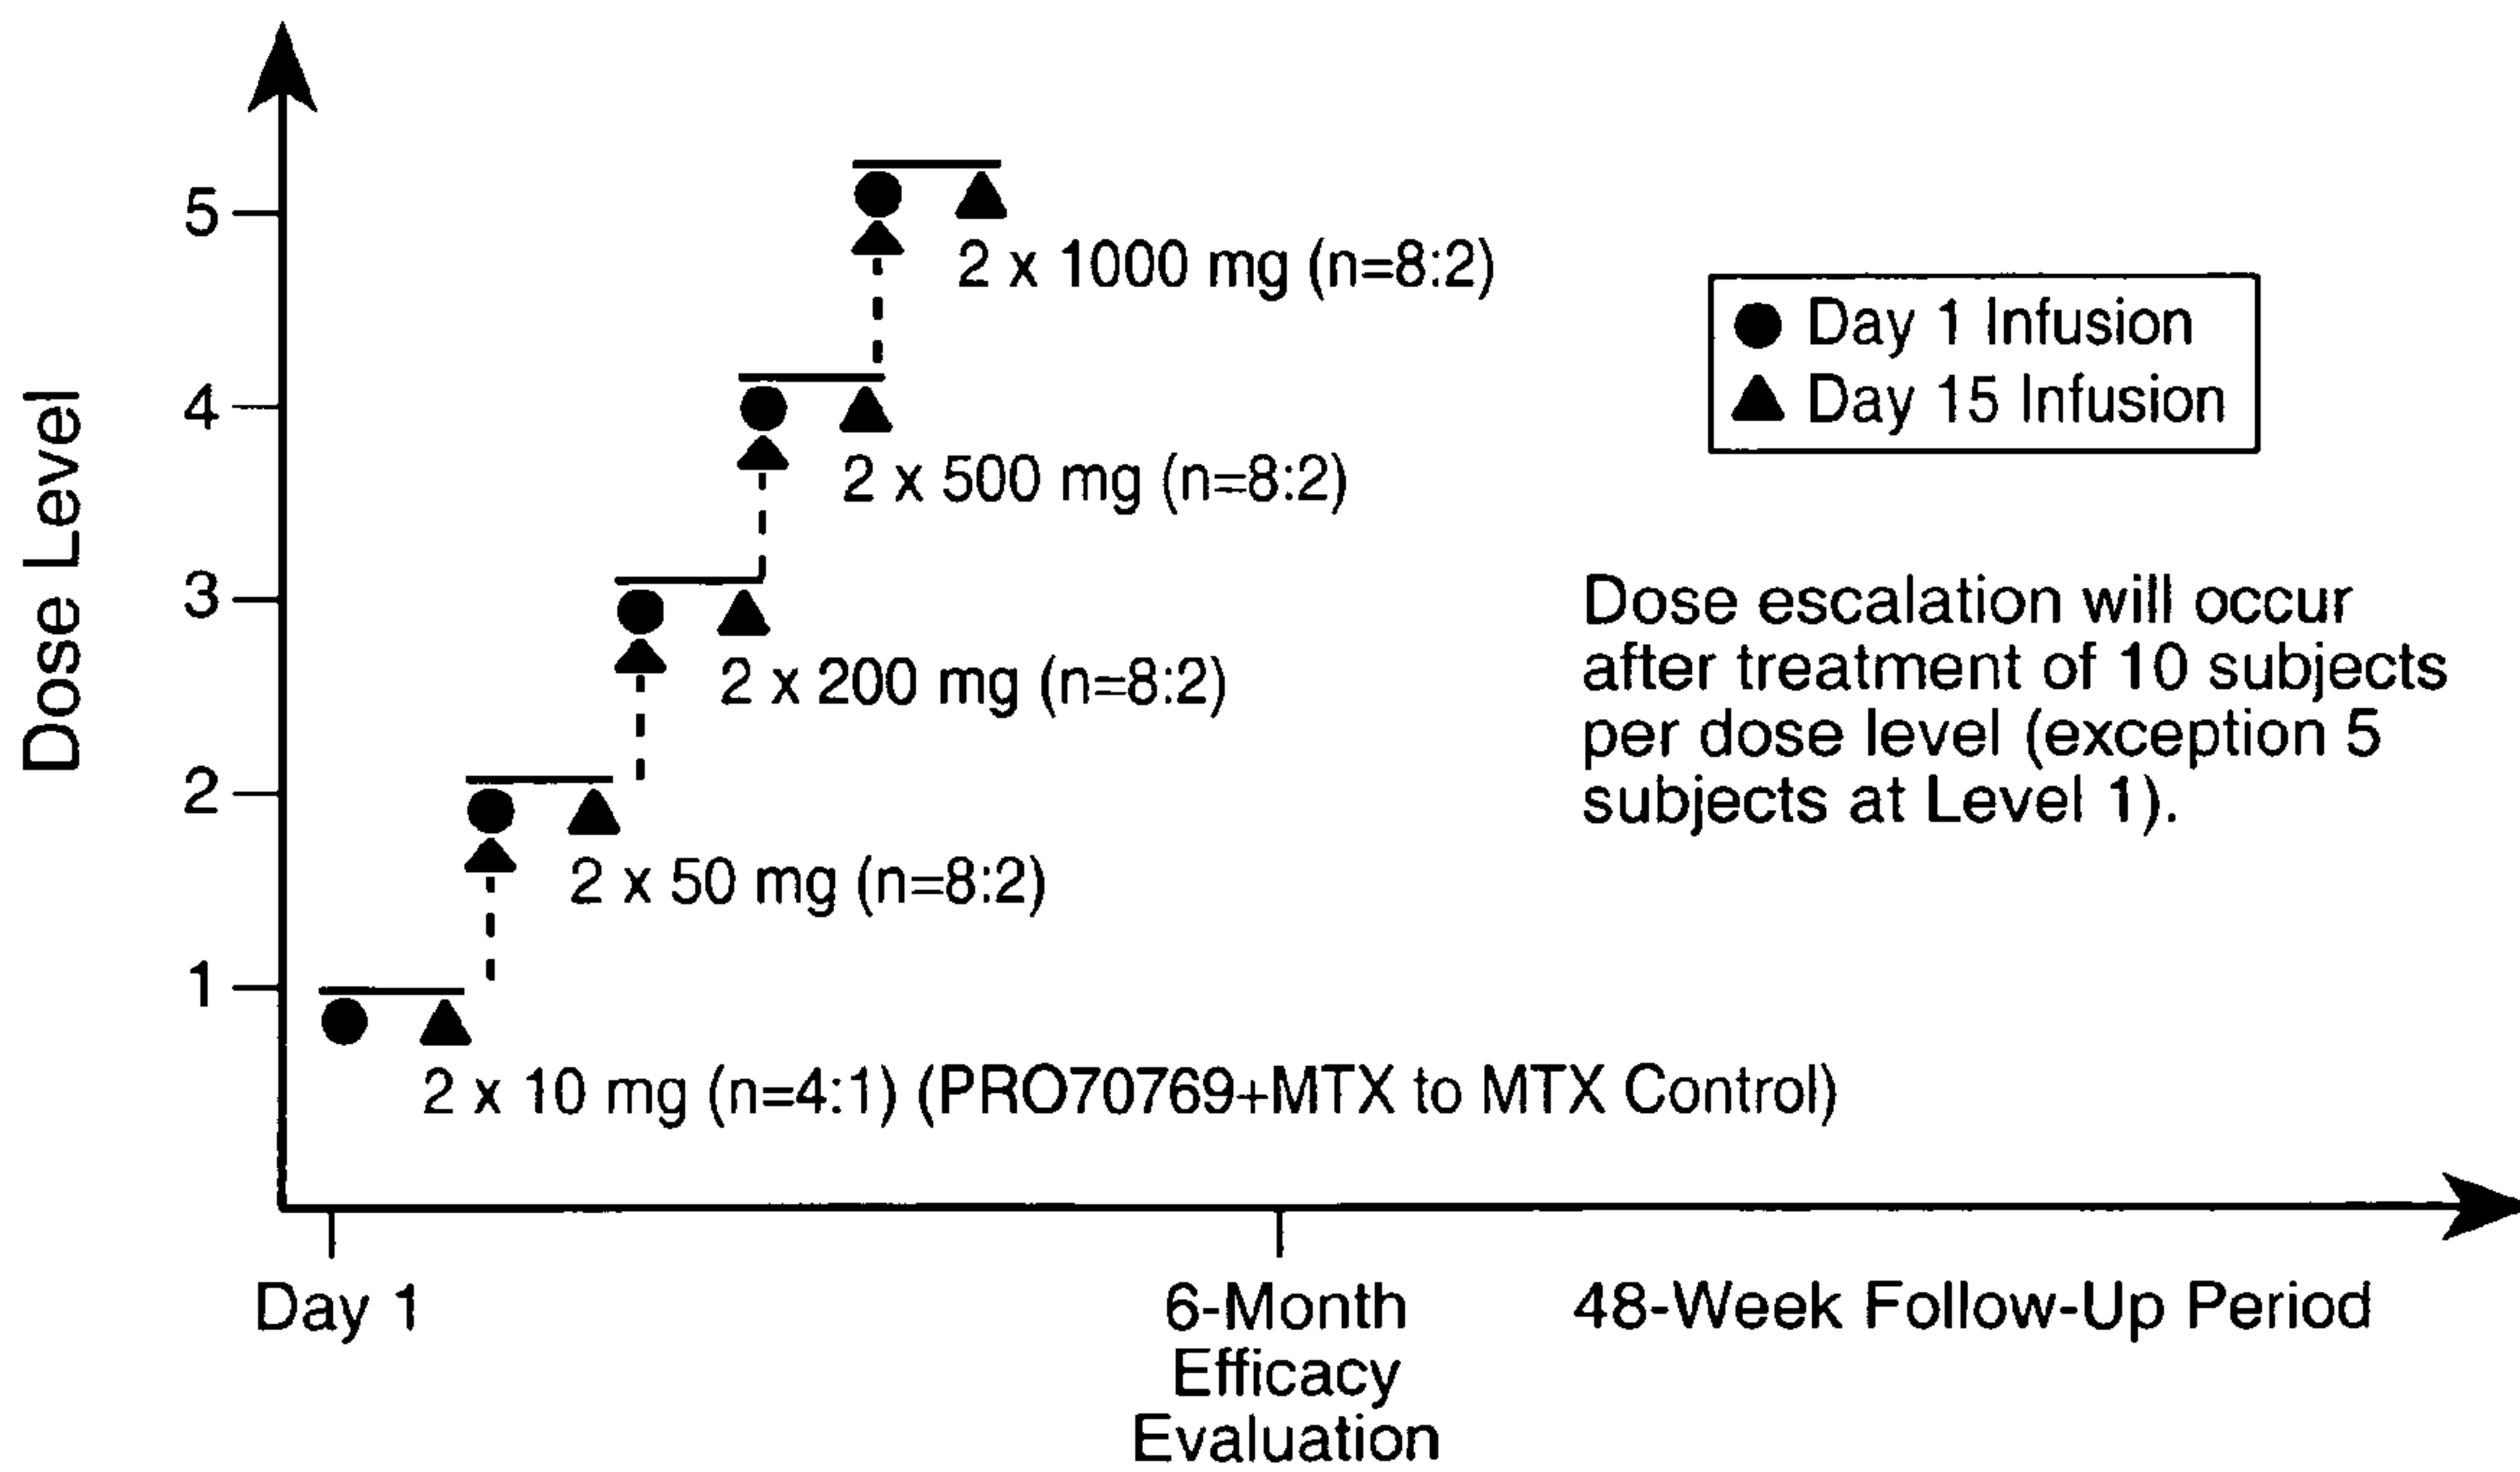 Dose Level
5
4
3
2
1
2 x 1000 mg (n=8:2)
2 x 500 mg (n=8:2)
2 x 200 mg (n=8:2)
2 x 50 mg (n=8:2)
2 x 10 mg (n=4:1) (PRO70769+MTX to MTX Control)
Day 1 Infusion
Day 15 Infusion
Dose escalation will occur
after treatment of 10 subjects
per dose level (exception 5
subjects at Level 1).
Day 1
6-Month
Efficacy
Evaluation
48-Week Follow-Up Period